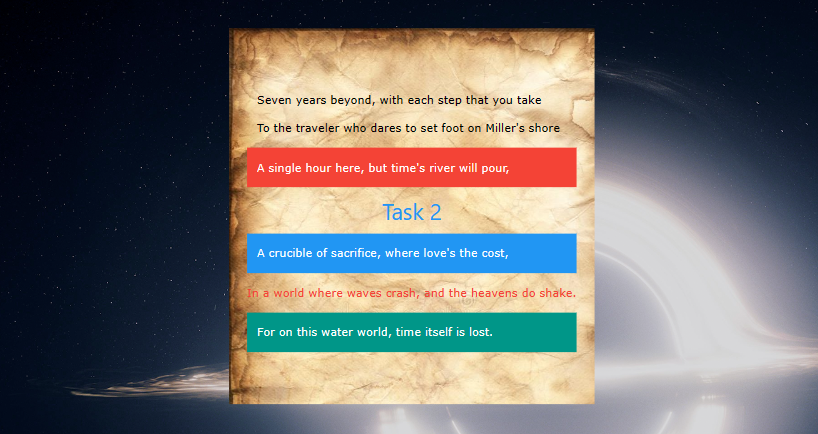 Seven years beyond, with each step that you take
To the traveler who dares to set foot on Miller's shore
A single hour here, but time's river will pour,
Task 2
A crucible of sacrifice, where love's the cost,
In a world where waves crash, and the heavens do shake.
For on this water world, time itself is lost.